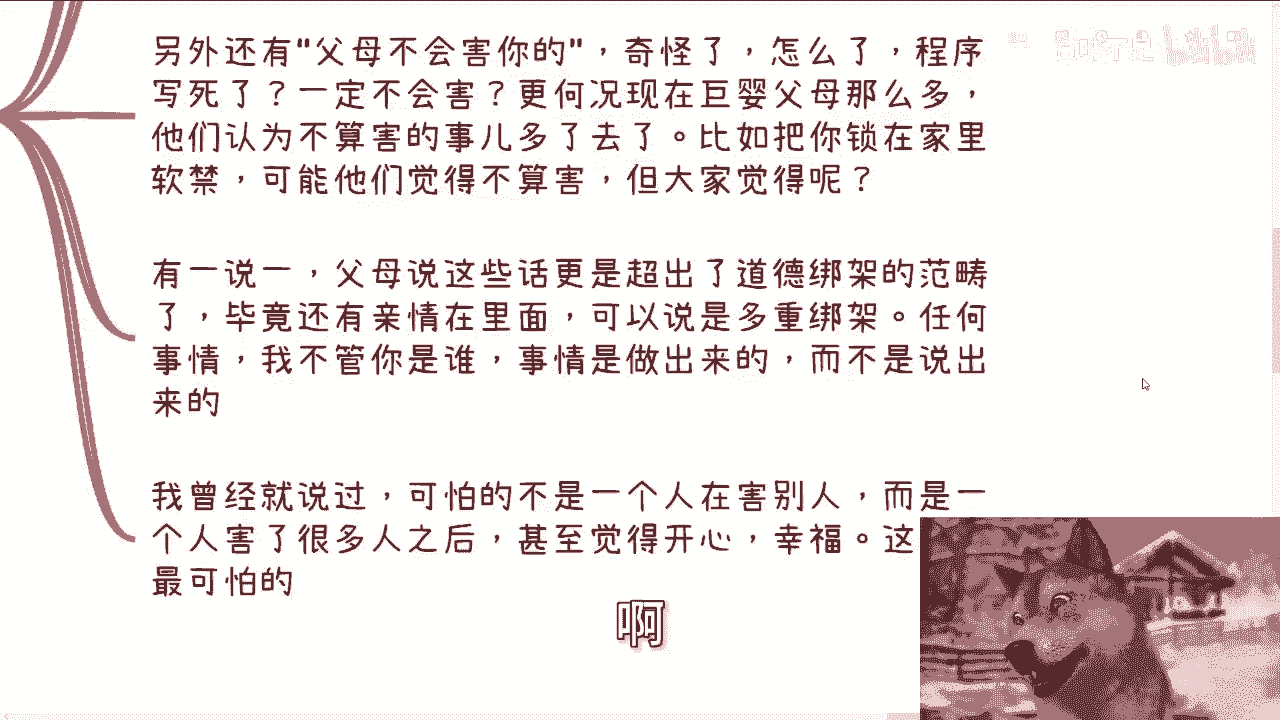 另外还有"父母不会害你的"，奇怪了，怎么了，程序
写死了？一定不会害？更何况现在巨婴父母那么多，
他们认为不算害的事儿多了去了。比如把你锁在家里
软禁，可能他们觉得不算害，但大家觉得呢？
有一说一，父母说这些话更是超出了道德绑架的范畴
了，毕竟还有亲情在里面，可以说是多重绑架。任何
事情，我不管你是谁，事情是做出来的，而不是说出
来的
我曾经就说过，可怕的不是一个人在害别人，而是一
个人害了很多人之后，甚至觉得开心，幸福。这
最可怕的
啊